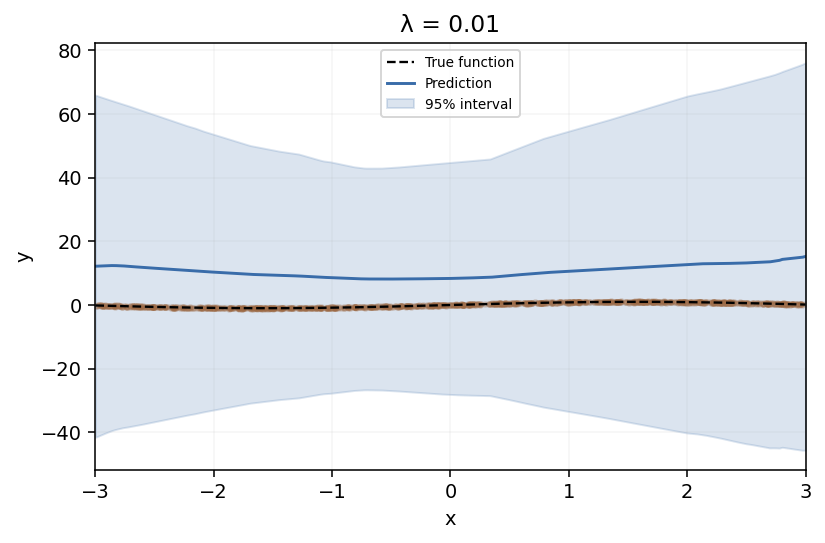 λ = 0.01
True function
Prediction
95% interval
y
80
60
40
20
0
−20
−40
−3
−2
−1
0
1
2
3
x